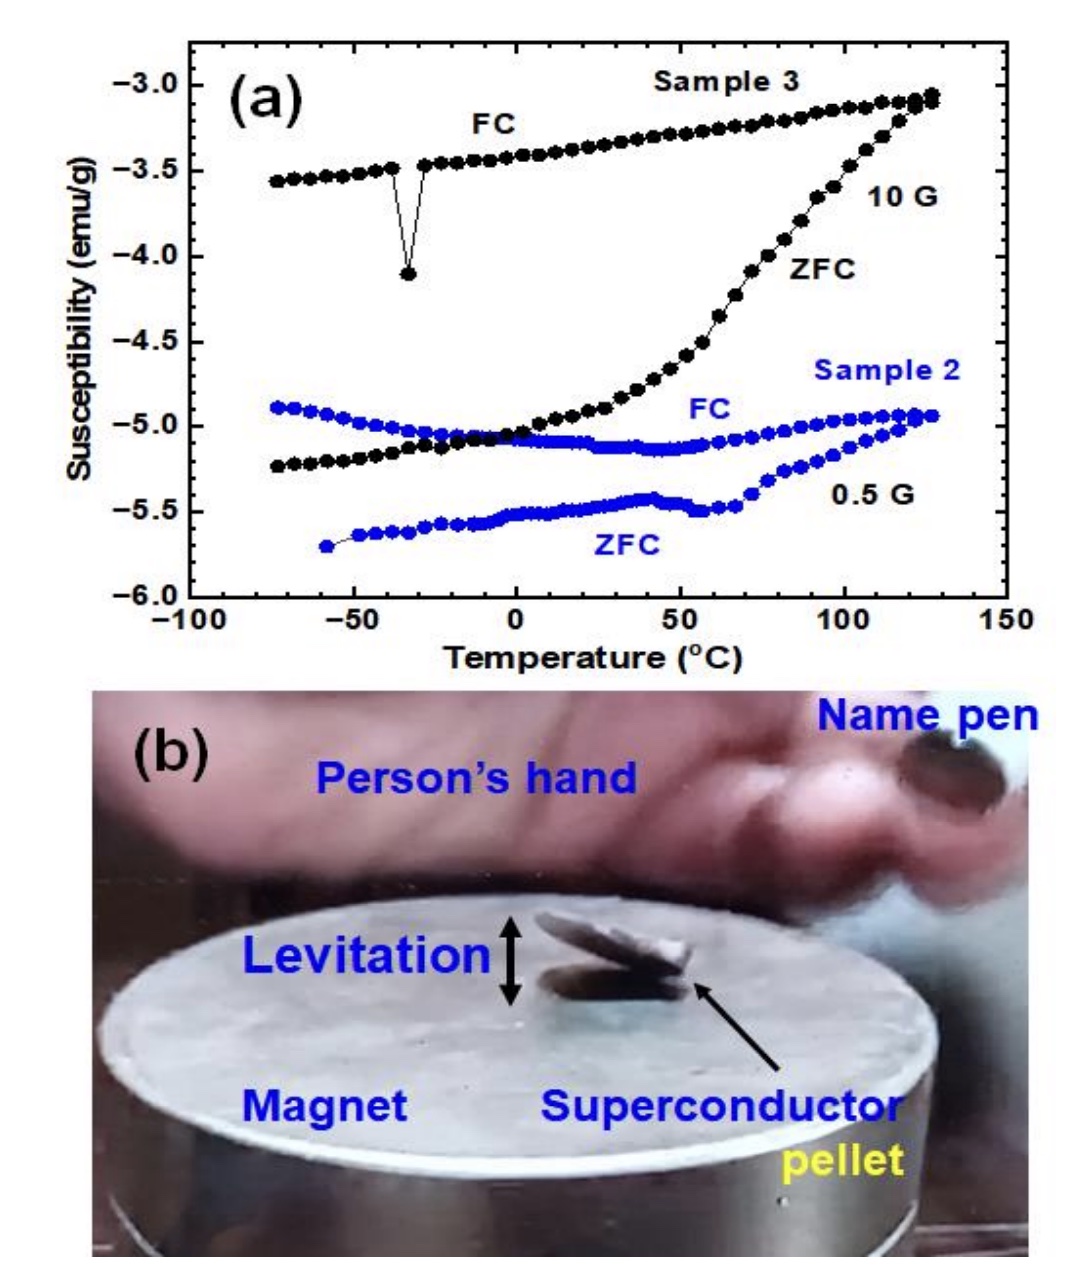 (a)
Sample 3
FC
10 G
ZFC
Sample 2
FC
0.5 G
ZFC
−3.0
−3.5
−4.0
−4.5
−5.0
−5.5
−6.0
Susceptibility (emu/g)
−100 −50 0 50 100 150
Temperature (°C)
(b)
Name pen
Person's hand
Levitation
Magnet
Superconductor
pellet